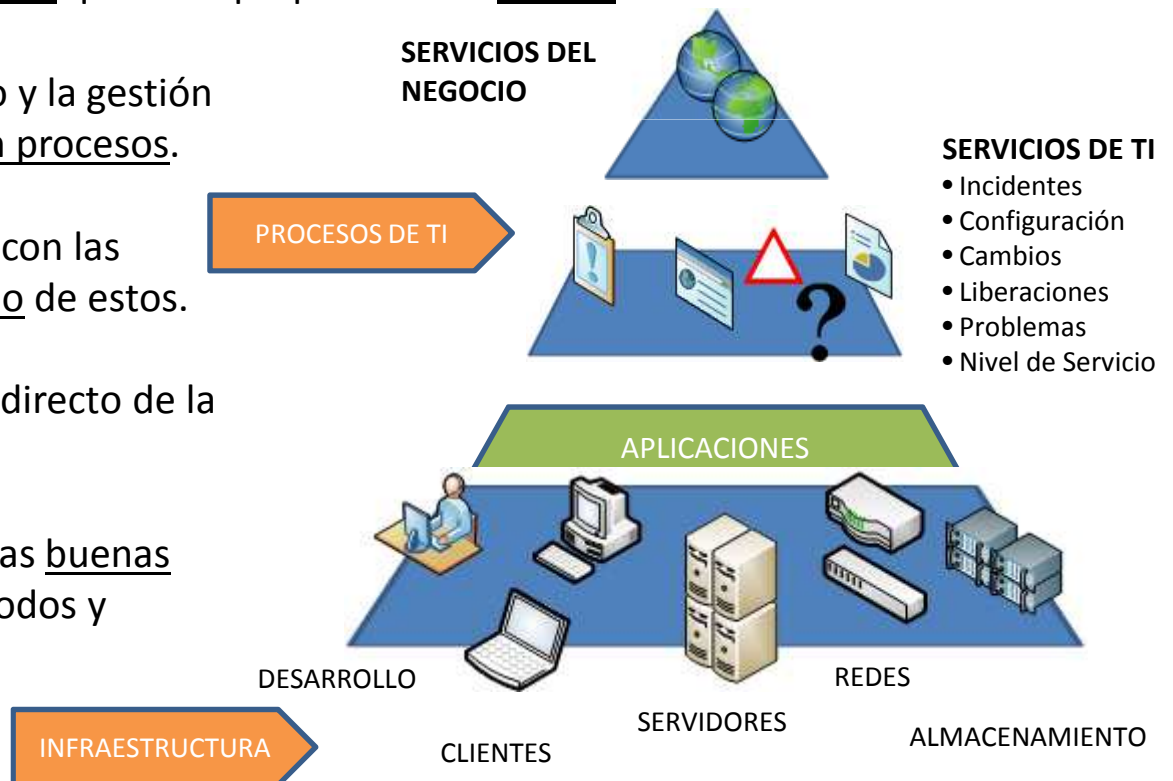 SERVICIOS DEL
NEGOCIO
o y la gestión
procesos.
con las
o de estos.
directo de la
as buenas
odos y
PROCESOS DE TI
SERVICIOS DE TI
• Incidentes
• Configuración
• Cambios
• Liberaciones
• Problemas
• Nivel de Servicio
?
APLICACIONES
DESARROLLO
REDES
SERVIDORES
ALMACENAMIENTO
CLIENTES
INFRAESTRUCTURA